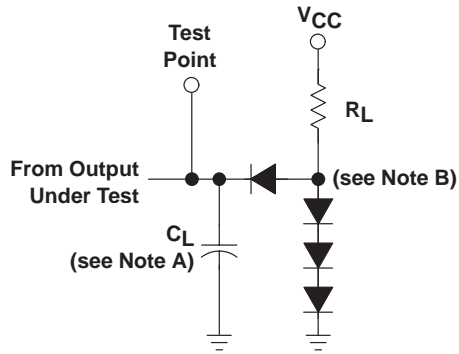 Test
Point
VCC
RL
From Output
Under Test
(see Note B)
CL
(see Note A)